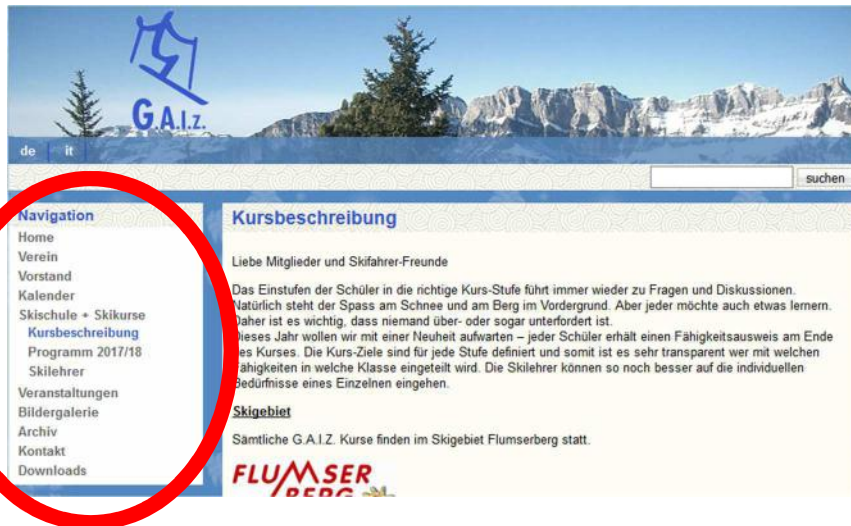 G.A.I.Z.
de | it
suchen
Navigation
Home
Verein
Vorstand
Kalender
Skischule + Skikurse
Kursbeschreibung
Programm 2017/18
Skilehrer
Veranstaltungen
Bildergalerie
Archiv
Kontakt
Downloads
Kursbeschreibung
Liebe Mitglieder und Skifahrer-Freunde
Das Einstufen der Schüler in die richtige Kurs-Stufe führt immer wieder zu Fragen und Diskussionen.
Natürlich steht der Spass am Schnee und am Berg im Vordergrund. Aber jeder möchte auch etwas lernen.
Daher ist es wichtig, dass niemand über- oder sogar unterfordert ist.
Dieses Jahr wollen wir mit einer Neuheit aufwarten – jeder Schüler erhält einen Fähigkeitsausweis am Ende
des Kurses. Die Kurs-Ziele sind für jede Stufe definiert und somit ist es sehr transparent wer mit welchen
Fähigkeiten in welche Klasse eingeteilt wird. Die Skilehrer können so noch besser auf die individuellen
Bedürfnisse eines Einzelnen eingehen.
Skigebiet
Sämtliche G.A.I.Z. Kurse finden im Skigebiet Flumserberg statt.
FLUMSER
BERG